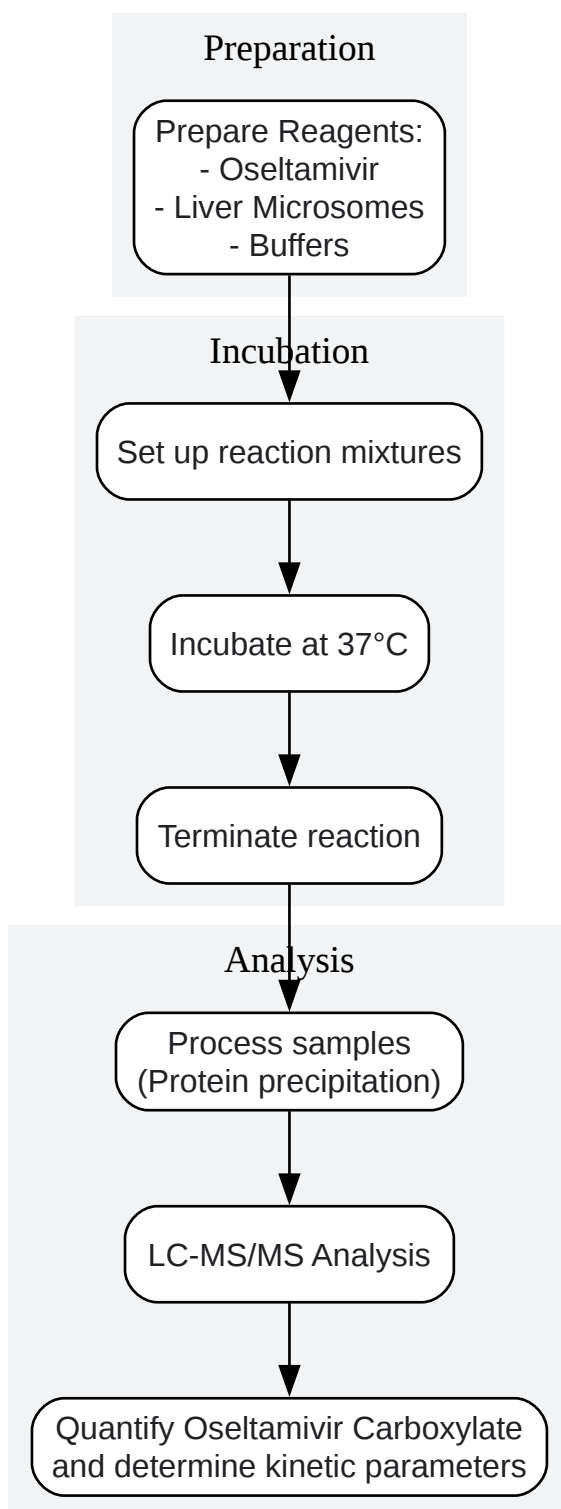 Preparation
Prepare Reagents:
- Oseltamivir
- Liver Microsomes
- Buffers
Incubation
Set up reaction mixtures
Incubate at 37°C
Terminate reaction
Analysis
Process samples
(Protein precipitation)
LC-MS/MS Analysis
Quantify Oseltamivir Carboxylate
and determine kinetic parameters